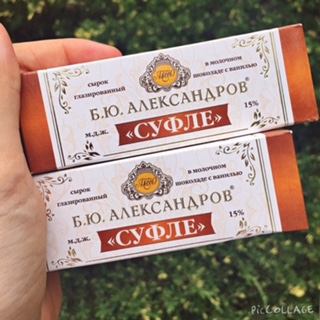 сырок
глазированный
в молочном
шоколаде с ванилью
Б.Ю. АЛЕКСАНДРОВ®
м.д.ж. «СУФЛЕ» 15%
сырок
глазированный
в молочном
шоколаде с ванилью
Б.Ю. АЛЕКСАНДРОВ®
м.д.ж. «СУФЛЕ» 15%
PicCOLLAGE